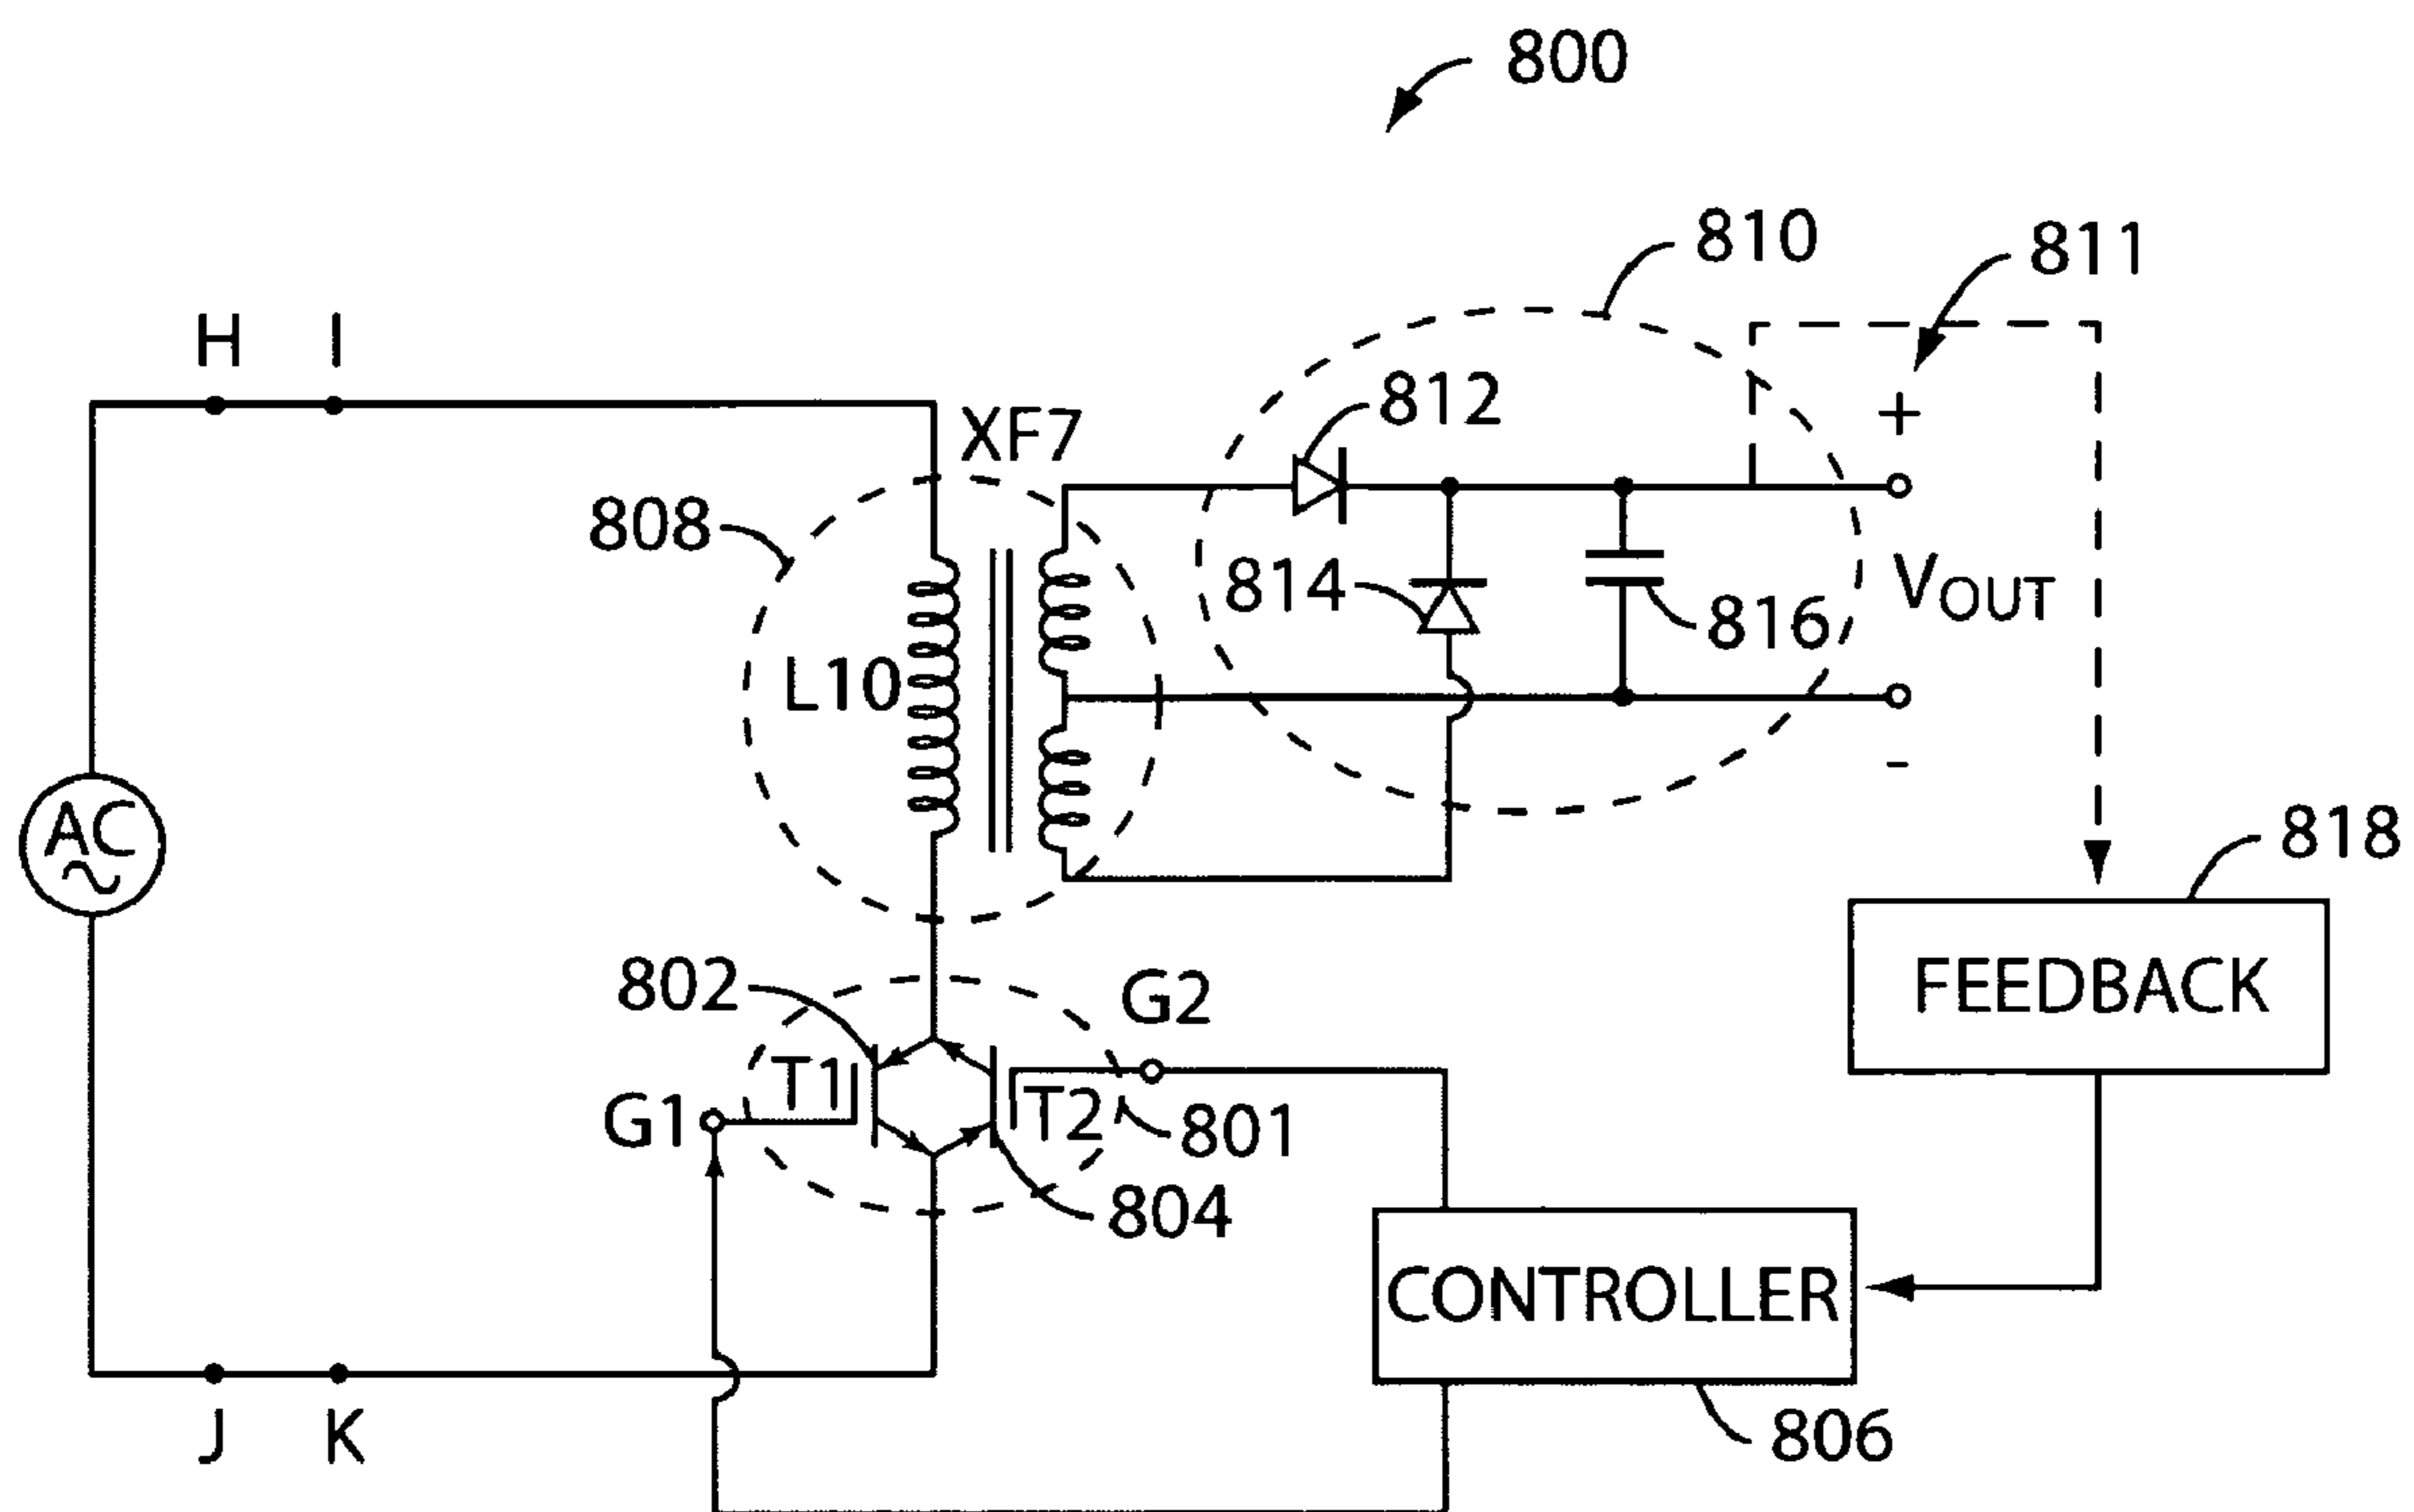 800
810
811
H
I
812
+
XF7
808
814
VOUT
816
L10
-
AC
818
802
G2
FEEDBACK
T1
T2
G1
801
804
CONTROLLER
J
K
806